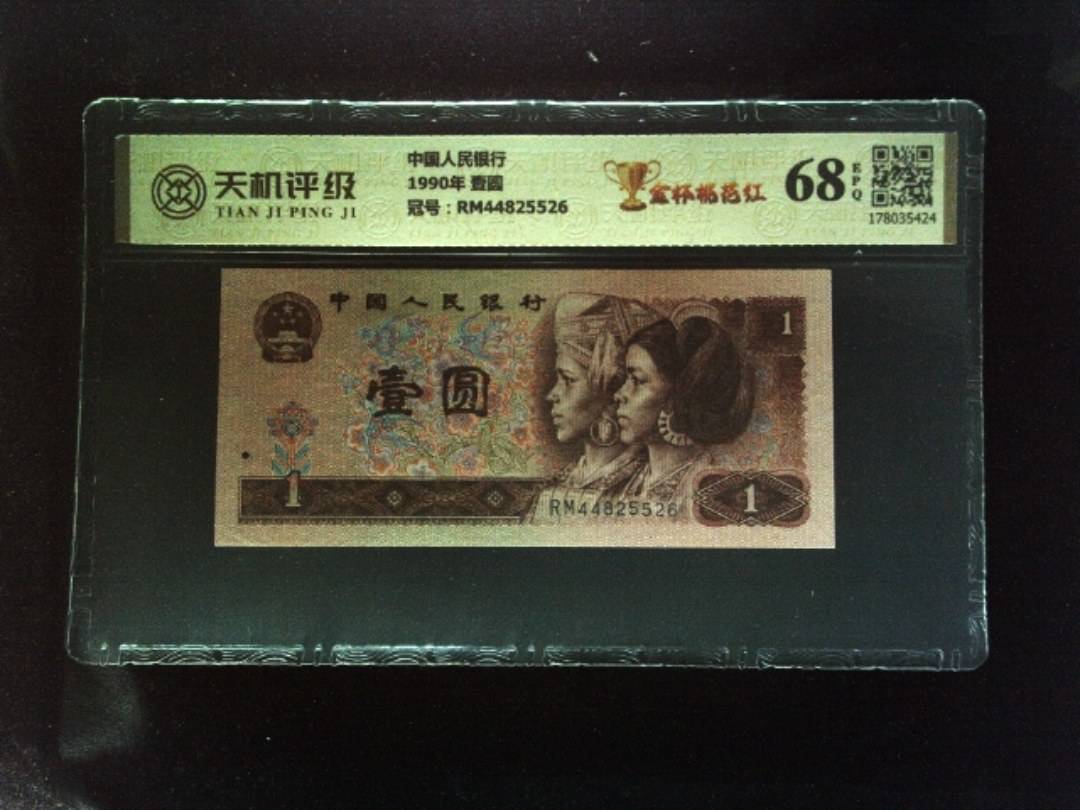 天机评级
TIAN JI PING JI
中国人民银行
1990年 壹圆
冠号：RM44825526
金杯桃花红
68
EPQ
178035424
中国人民银行
1
壹圆
1
RM44825526
1